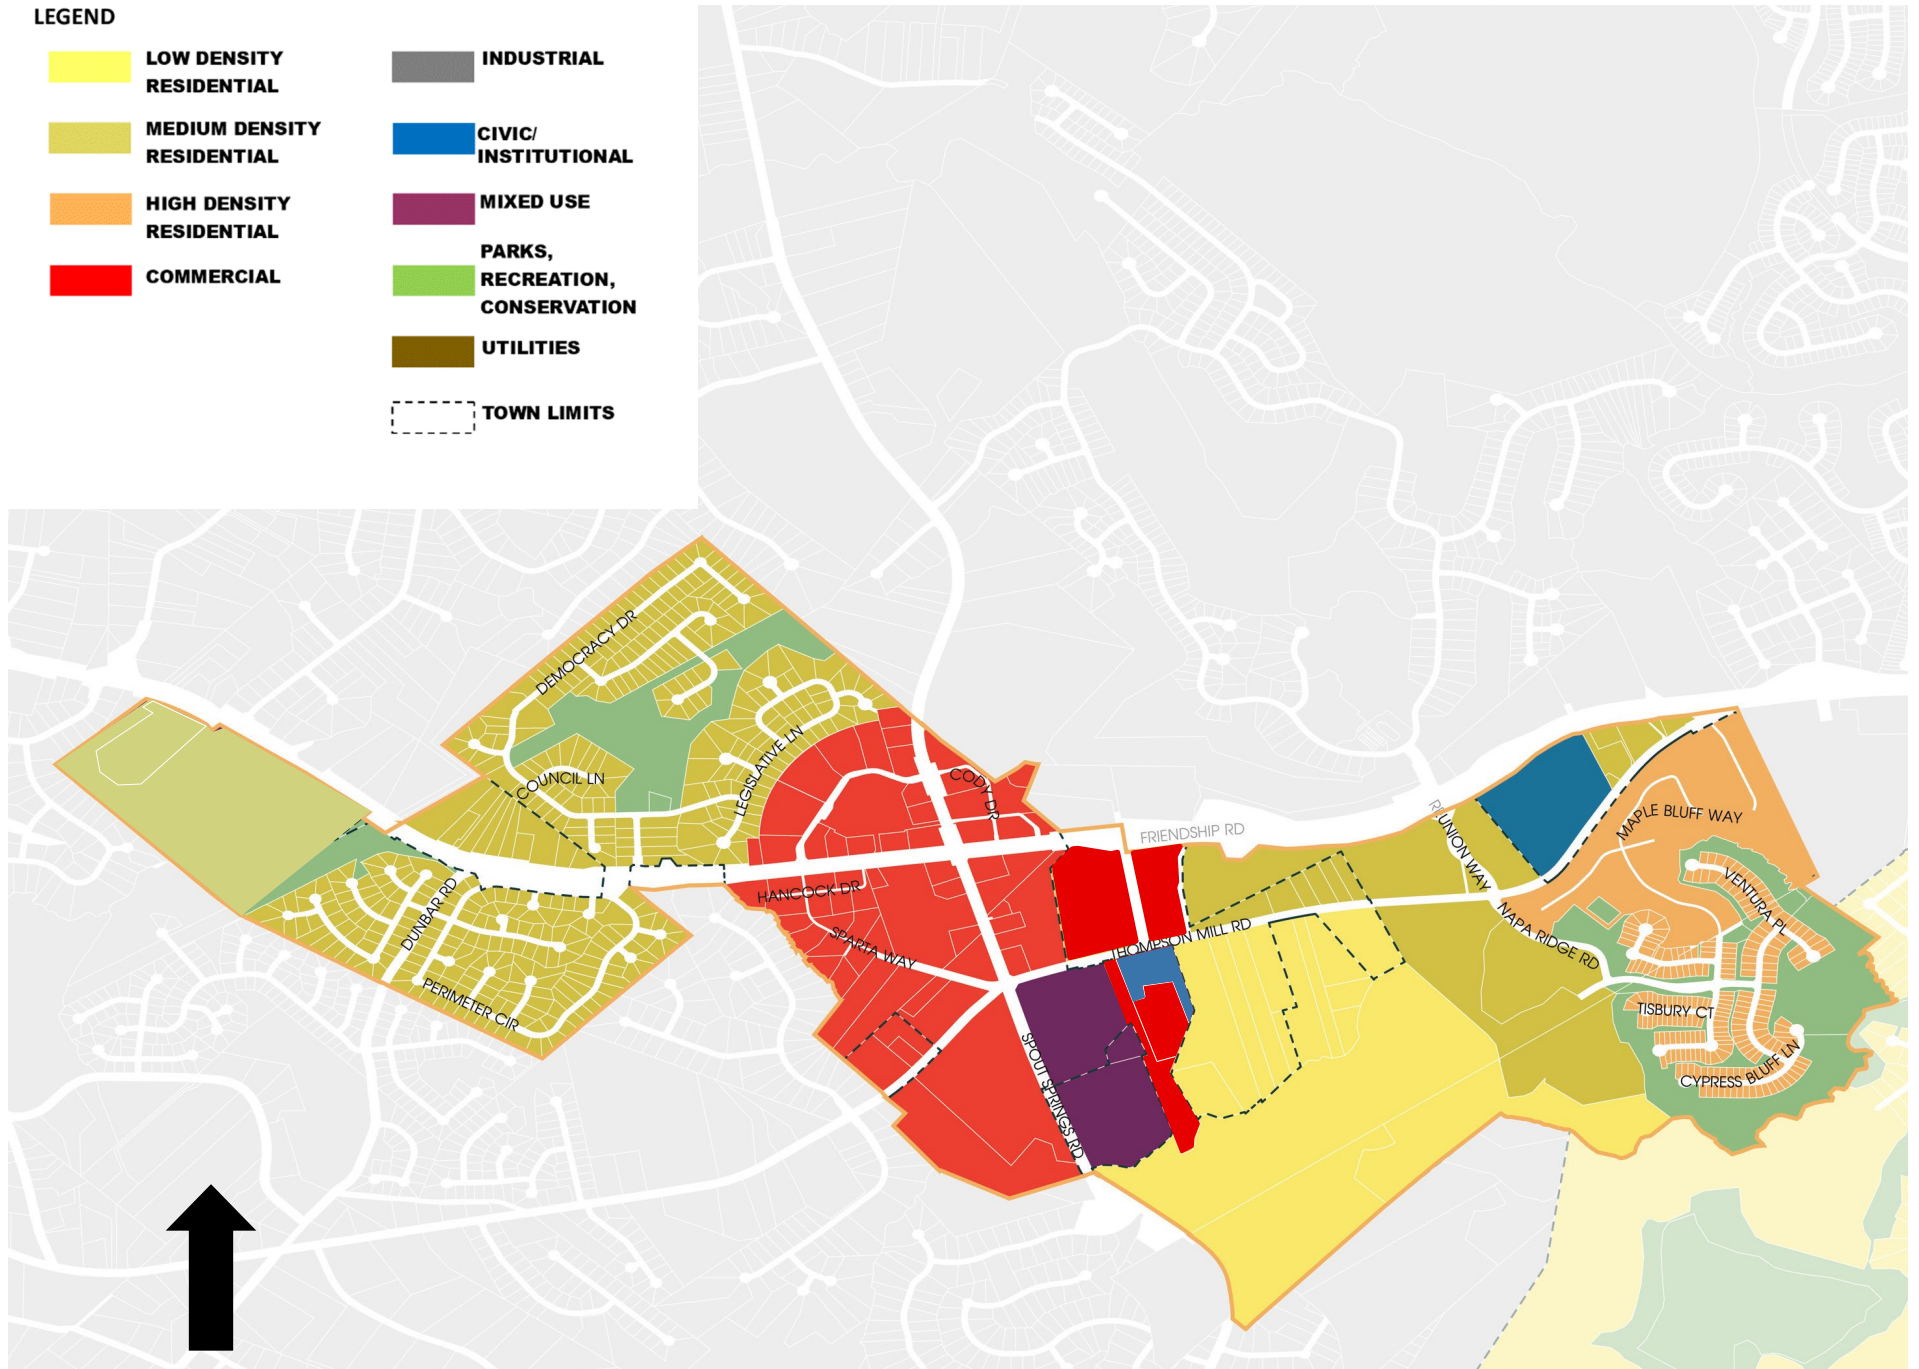 LEGEND
LOW DENSITY
RESIDENTIAL
MEDIUM DENSITY
RESIDENTIAL
HIGH DENSITY
RESIDENTIAL
COMMERCIAL
INDUSTRIAL
CIVIC/
INSTITUTIONAL
MIXED USE
PARKS,
RECREATION,
CONSERVATION
UTILITIES
TOWN LIMITS
DEMOCRACY DR
COUNCIL LN
LEGISLATIVE LN
CODY DR
FRIENDSHIP RD
REUNION WAY
MAPLE BLUFF WAY
VENTURA PL
HANCOCK DR
DUNBAR RD
SPARTA WAY
THOMPSON MILL RD
NAPA RIDGE RD
PERIMETER CIR
TISBURY CT
SPOUT SPRINGS RD
CYPRESS BLUFF LN